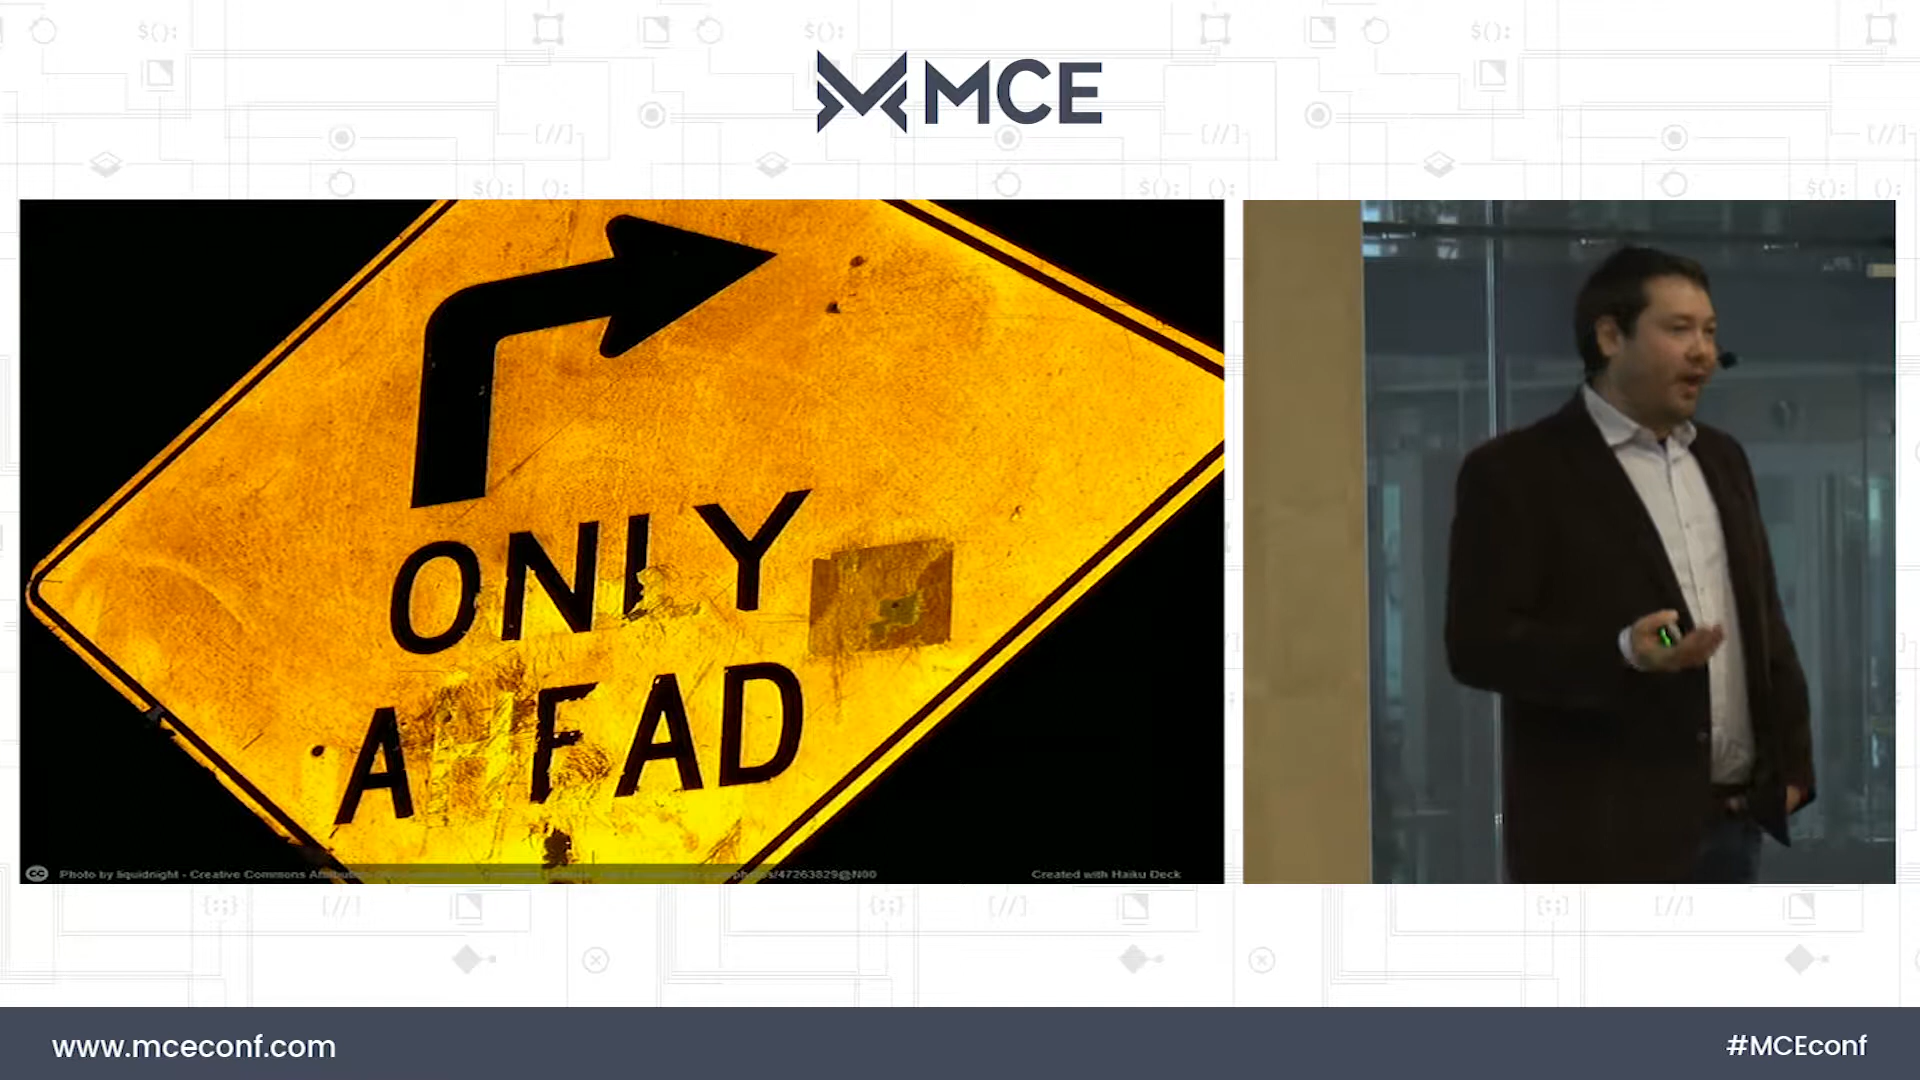 MCE
ONLY
A FAD
Photo by liquidnight - Creative Commons
Created with Haiku Deck
www.mceconf.com
#MCEconf